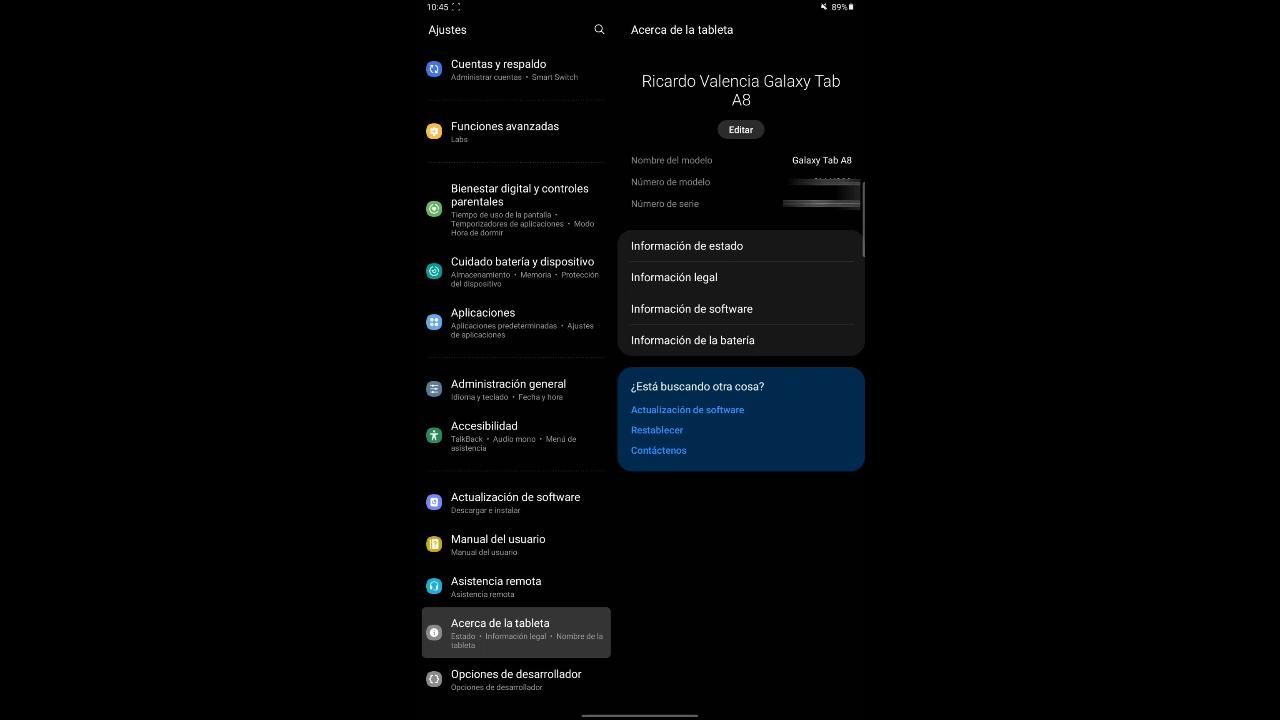 10:45
89%
Ajustes
Cuentas y respaldo
Administrar cuentas • Smart Switch
Funciones avanzadas
Labs
Bienestar digital y controles
parentales
Tiempo de uso de la pantalla •
Temporizadores de aplicaciones • Modo
Hora de dormir
Cuidado batería y dispositivo
Almacenamiento • Memoria • Protección
del dispositivo
Aplicaciones
Aplicaciones predeterminadas • Ajustes
de aplicaciones
Administración general
Idioma y teclado • Fecha y hora
Accesibilidad
TalkBack • Audio mono • Menú de
asistencia
Actualización de software
Descargar e instalar
Manual del usuario
Manual del usuario
Asistencia remota
Asistencia remota
Acerca de la tableta
Estado • Información legal • Nombre de la
tableta
Opciones de desarrollador
Opciones de desarrollador
Acerca de la tableta
Ricardo Valencia Galaxy Tab
A8
Editar
Nombre del modelo Galaxy Tab A8
Número de modelo
Número de serie
Información de estado
Información legal
Información de software
Información de la batería
¿Está buscando otra cosa?
Actualización de software
Restablecer
Contáctenos